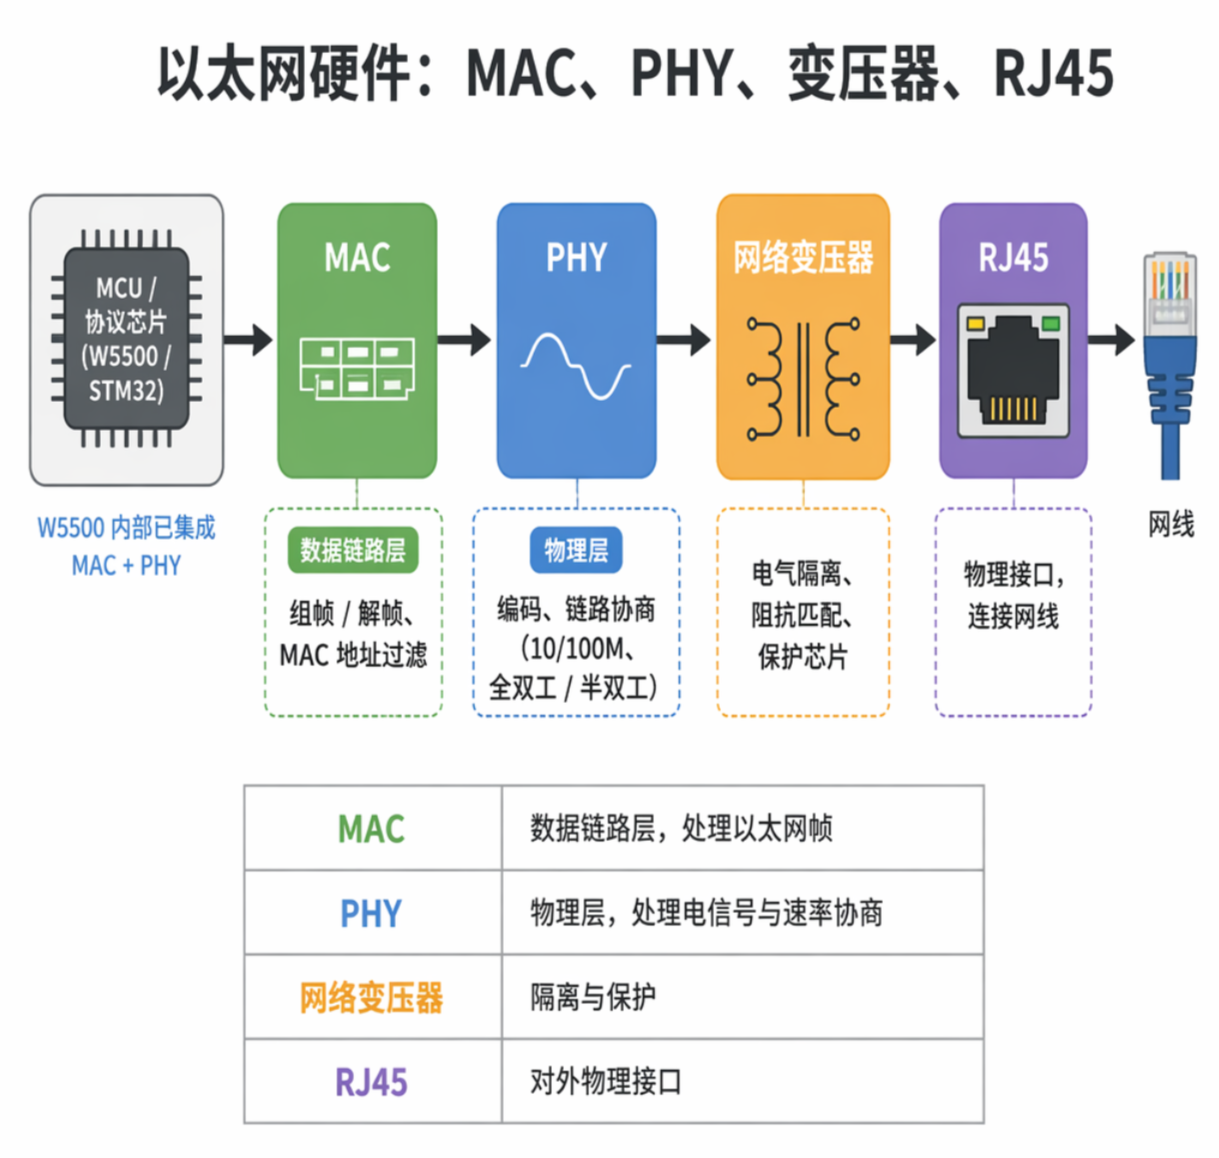 以太网硬件：MAC、PHY、变压器、RJ45
MCU /
协议芯片
(W5500 /
STM32)
MAC
PHY
网络变压器
RJ45
W5500 内部已集成
MAC + PHY
数据链路层
组帧 / 解帧、
MAC 地址过滤
物理层
编码、链路协商
（10/100M、
全双工 / 半双工）
电气隔离、
阻抗匹配、
保护芯片
物理接口，
连接网线
网线
MAC
数据链路层，处理以太网帧
PHY
物理层，处理电信号与速率协商
网络变压器
隔离与保护
RJ45
对外物理接口